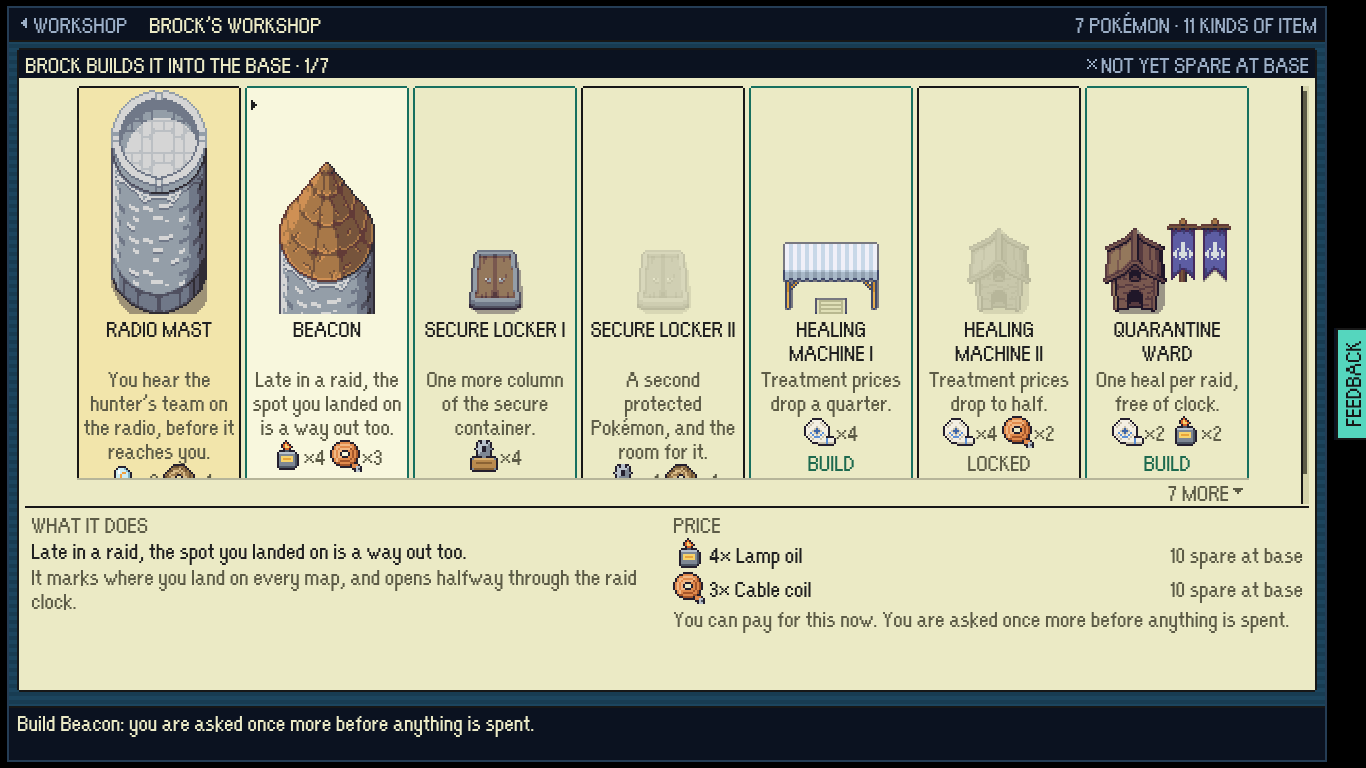 WORKSHOP BROCK'S WORKSHOP 7 POKÉMON · 11 KINDS OF ITEM
BROCK BUILDS IT INTO THE BASE · 1/7 ×NOT YET SPARE AT BASE
RADIO MAST
You hear the
hunter's team on
the radio, before it
reaches you.
BEACON
Late in a raid, the
spot you landed on
is a way out too.
×4 ×3
SECURE LOCKER I
One more column
of the secure
container.
×4
SECURE LOCKER II
A second
protected
Pokémon, and the
room for it.
HEALING
MACHINE I
Treatment prices
drop a quarter.
×4
BUILD
HEALING
MACHINE II
Treatment prices
drop to half.
×4 ×2
LOCKED
QUARANTINE
WARD
One heal per raid,
free of clock.
×2 ×2
BUILD
7 MORE
WHAT IT DOES
Late in a raid, the spot you landed on is a way out too.
It marks where you land on every map, and opens halfway through the raid
clock.
PRICE
4× Lamp oil 10 spare at base
3× Cable coil 10 spare at base
You can pay for this now. You are asked once more before anything is spent.
Build Beacon: you are asked once more before anything is spent.
FEEDBACK